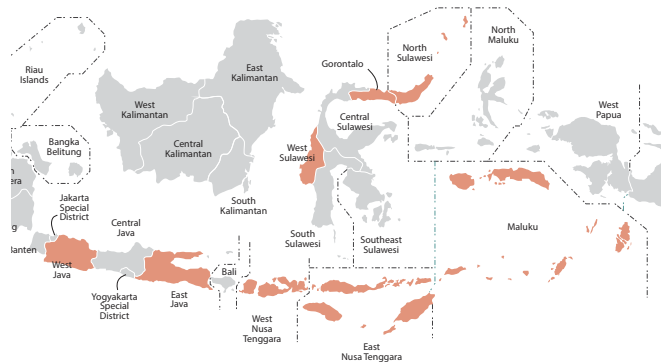 Riau
Islands
Bangka
Belitung
era
g
Jakarta
Special
District
anten
West
Java
Central
Java
Yogyakarta
Special
District
East
Java
Bali
West
Kalimantan
Central
Kalimantan
East
Kalimantan
South
Kalimantan
Gorontalo
North
Sulawesi
Central
Sulawesi
West
Sulawesi
South
Sulawesi
Southeast
Sulawesi
North
Maluku
West
Papua
Maluku
West
Nusa
Tenggara
East
Nusa Tenggara